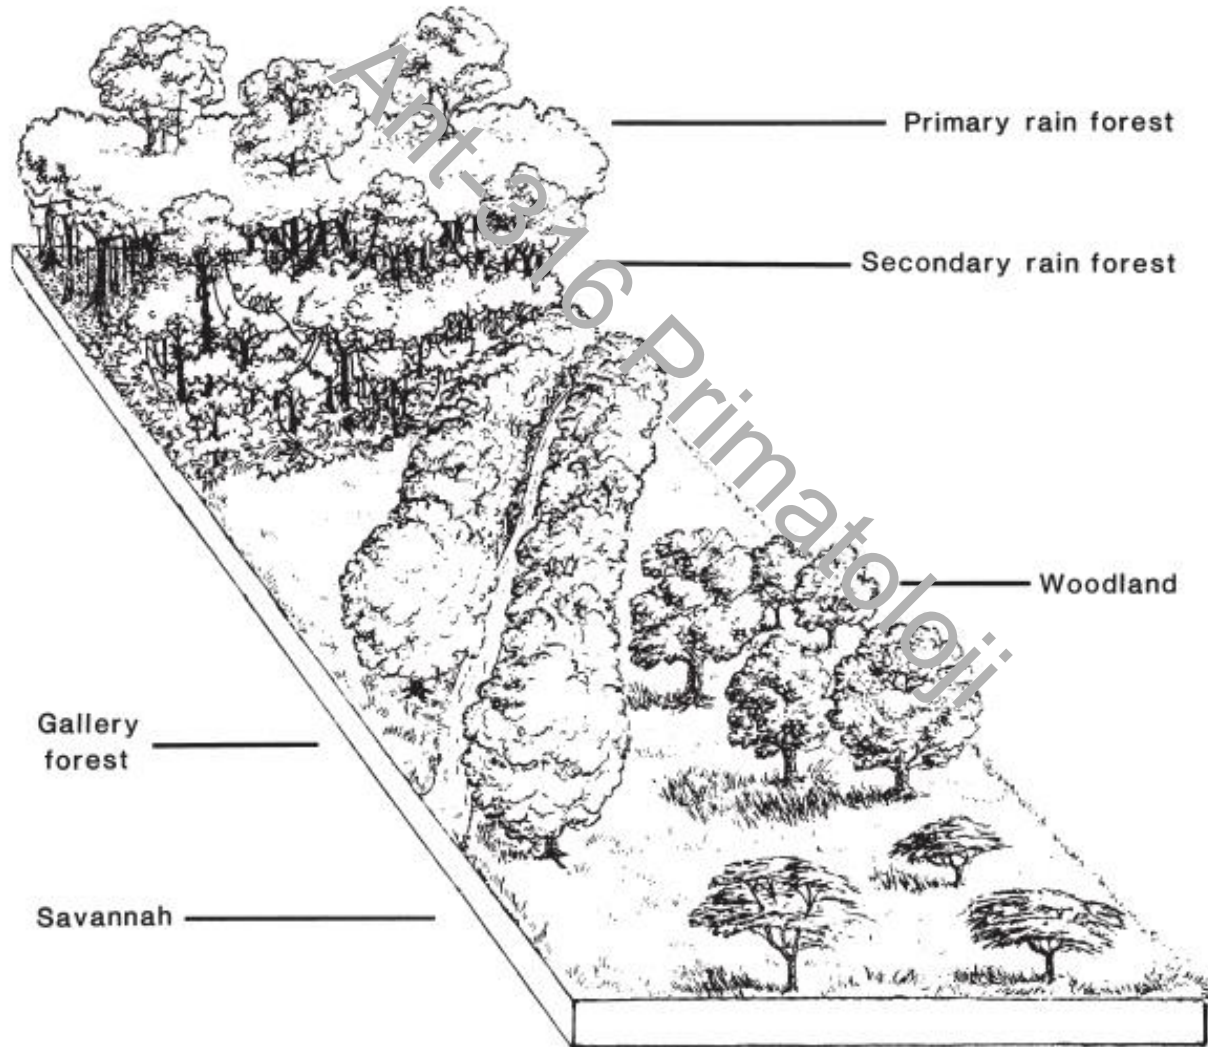 Primary rain forest
Secondary rain forest
Woodland
Gallery
forest
Savannah
Ant-316 Primatoloji